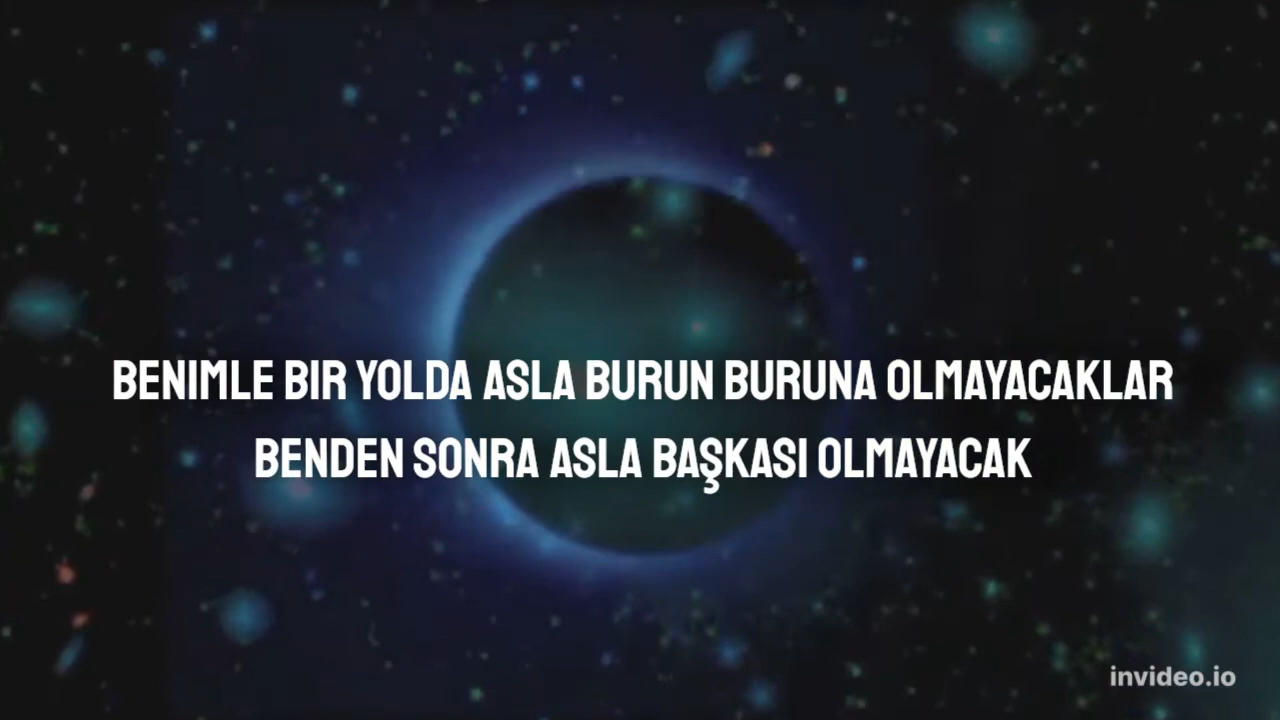 BENIMLE BIR YOLDA ASLA BURUN BURUNA OLMAYACAKLAR
BENDEN SONRA ASLA BAŞKASI OLMAYACAK
invideo.io